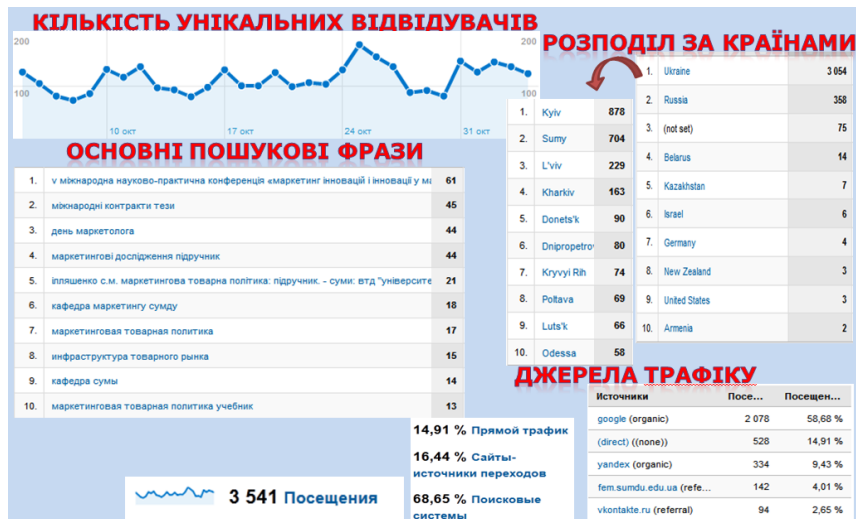 КІЛЬКІСТЬ УНІКАЛЬНИХ ВІДВІДУВАЧІВ
200
200
100
100
10 окт
17 окт
24 окт
31 окт
РОЗПОДІЛ ЗА КРАЇНАМИ
1. Ukraine 3 054
2. Russia 358
3. (not set) 75
4. Belarus 14
5. Kazakhstan 7
6. Israel 6
7. Germany 4
8. New Zealand 3
9. United States 3
10. Armenia 2
1. Kyiv 878
2. Sumy 704
3. L'viv 229
4. Kharkiv 163
5. Donets'k 90
6. Dnipropetro 80
7. Kryvyi Rih 74
8. Poltava 69
9. Luts'k 66
10. Odessa 58
ОСНОВНІ ПОШУКОВІ ФРАЗИ
1. v міжнародна науково-практична конференція «маркетинг інновацій і інновації у ма 61
2. міжнародні контракти тези 45
3. день маркетолога 44
4. маркетингові дослідження підручник 44
5. ілляшенко с.м. маркетингова товарна політика: підручник. - суми: втд "університе 21
6. кафедра маркетингу сумду 18
7. маркетинговая товарная политика 17
8. инфраструктура товарного рынка 15
9. кафедра сумы 14
10. маркетинговая товарная политика учебник 13
ДЖЕРЕЛА ТРАФІКУ
Источники Посе... Посещен...
google (organic) 2 078 58,68 %
(direct) ((none)) 528 14,91 %
yandex (organic) 334 9,43 %
fem.sumdu.edu.ua (refe... 142 4,01 %
vkontakte.ru (referral) 94 2,65 %
14,91 % Прямой трафик
16,44 % Сайты-
источники переходов
68,65 % Поисковые
системы
3 541 Посещения